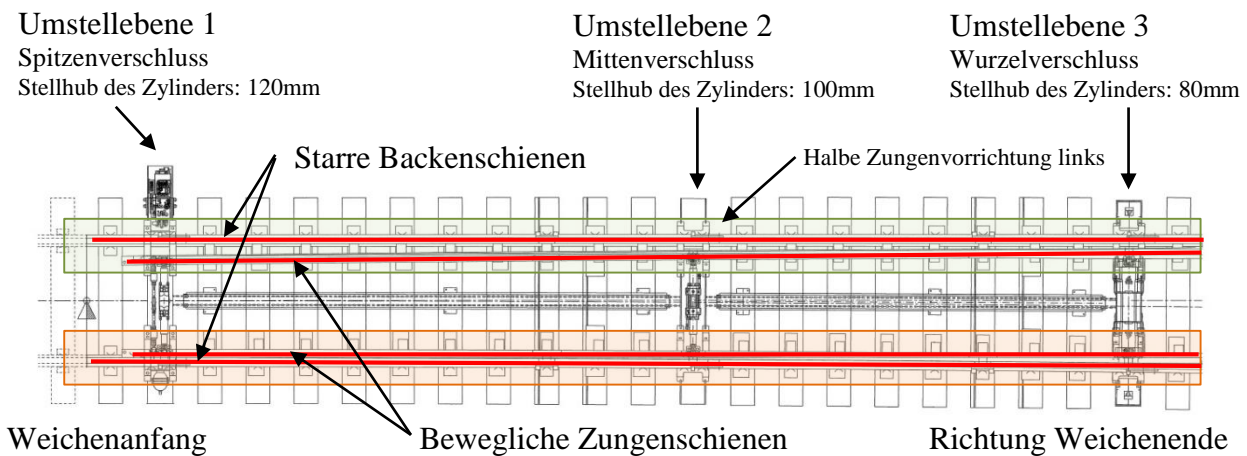 Umstellebene 1
Spitzenverschluss
Stellhub des Zylinders: 120mm
Umstellebene 2
Mittenverschluss
Stellhub des Zylinders: 100mm
Umstellebene 3
Wurzelverschluss
Stellhub des Zylinders: 80mm
Starre Backenschienen
Halbe Zungenvorrichtung links
Weichenanfang
Bewegliche Zungenschienen
Richtung Weichenende